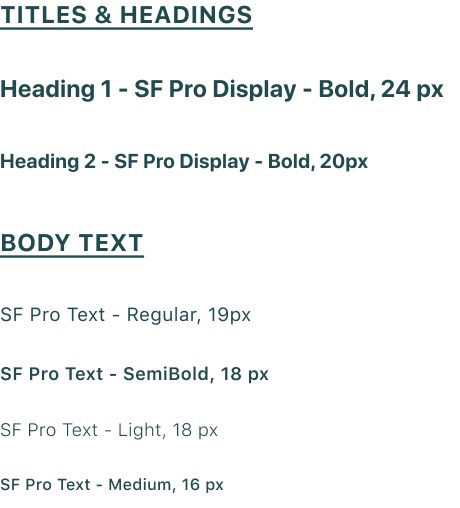 TITLES & HEADINGS
Heading 1 - SF Pro Display - Bold, 24 px
Heading 2 - SF Pro Display - Bold, 20px
BODY TEXT
SF Pro Text - Regular, 19px
SF Pro Text - SemiBold, 18 px
SF Pro Text - Light, 18 px
SF Pro Text - Medium, 16 px